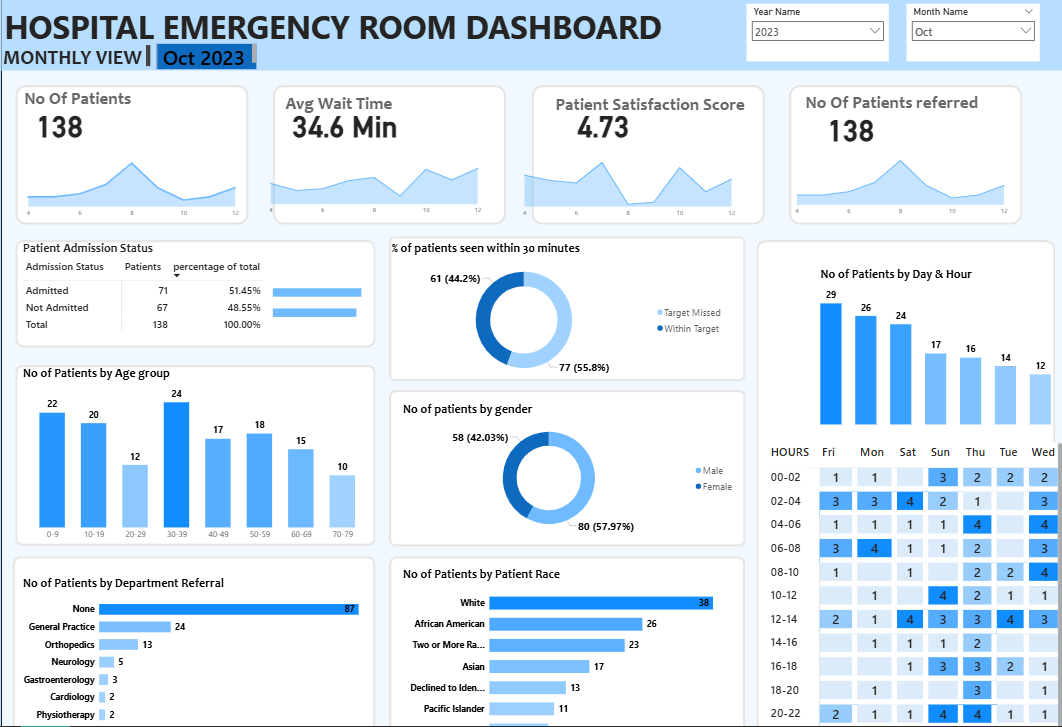 HOSPITAL EMERGENCY ROOM DASHBOARD
MONTHLY VIEW Oct 2023
Year Name
2023
Month Name
Oct
No Of Patients
138
4 6 8 10 12
Avg Wait Time
34.6 Min
4 6 8 10 12
Patient Satisfaction Score
4.73
4 6 8 10 12
No Of Patients referred
138
4 6 8 10 12
Patient Admission Status
Admission Status Patients percentage of total
Admitted 71 51.45%
Not Admitted 67 48.55%
Total 138 100.00%
% of patients seen within 30 minutes
61 (44.2%)
Target Missed
Within Target
77 (55.8%)
No of Patients by Age group
22 20 12 24 17 18 15 10
0-9 10-19 20-29 30-39 40-49 50-59 60-69 70-79
No of patients by gender
58 (42.03%)
Male
Female
80 (57.97%)
No of Patients by Department Referral
None 87
General Practice 24
Orthopedics 13
Neurology 5
Gastroenterology 3
Cardiology 2
Physiotherapy 2
No of Patients by Patient Race
White 38
African American 26
Two or More Ra... 23
Asian 17
Declined to Iden... 13
Pacific Islander 11
No of Patients by Day & Hour
29 26 24 17 16 14 12
HOURS Fri Mon Sat Sun Thu Tue Wed
00-02 1 1 3 2 2 2
02-04 3 3 4 2 1 3
04-06 1 1 1 1 4 4
06-08 3 4 1 1 2 3
08-10 1 1 2 2 4
10-12 1 4 2 1 1
12-14 2 1 4 3 3 4 3
14-16 1 1 1 2
16-18 1 3 3 2 1
18-20 1 3 1
20-22 2 1 1 4 4 1 1